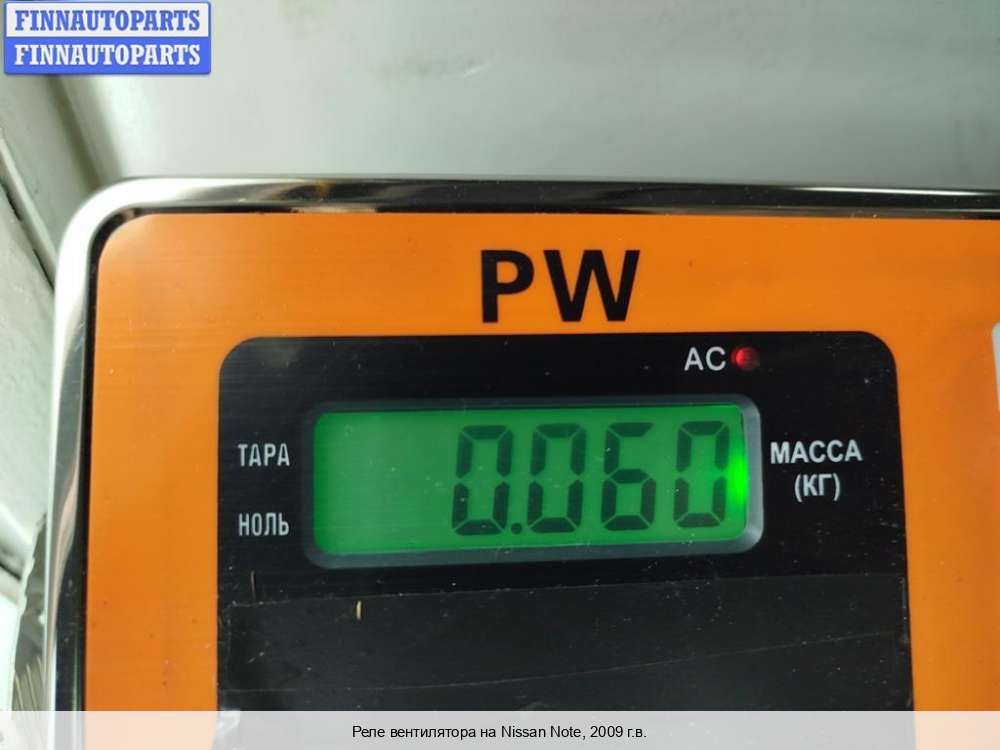 FINNAUTOPARTS
FINNAUTOPARTS
PW
AC
ТАРА
0.060
МАССА
(КГ)
НОЛЬ
Реле вентилятора на Nissan Note, 2009 г.в.